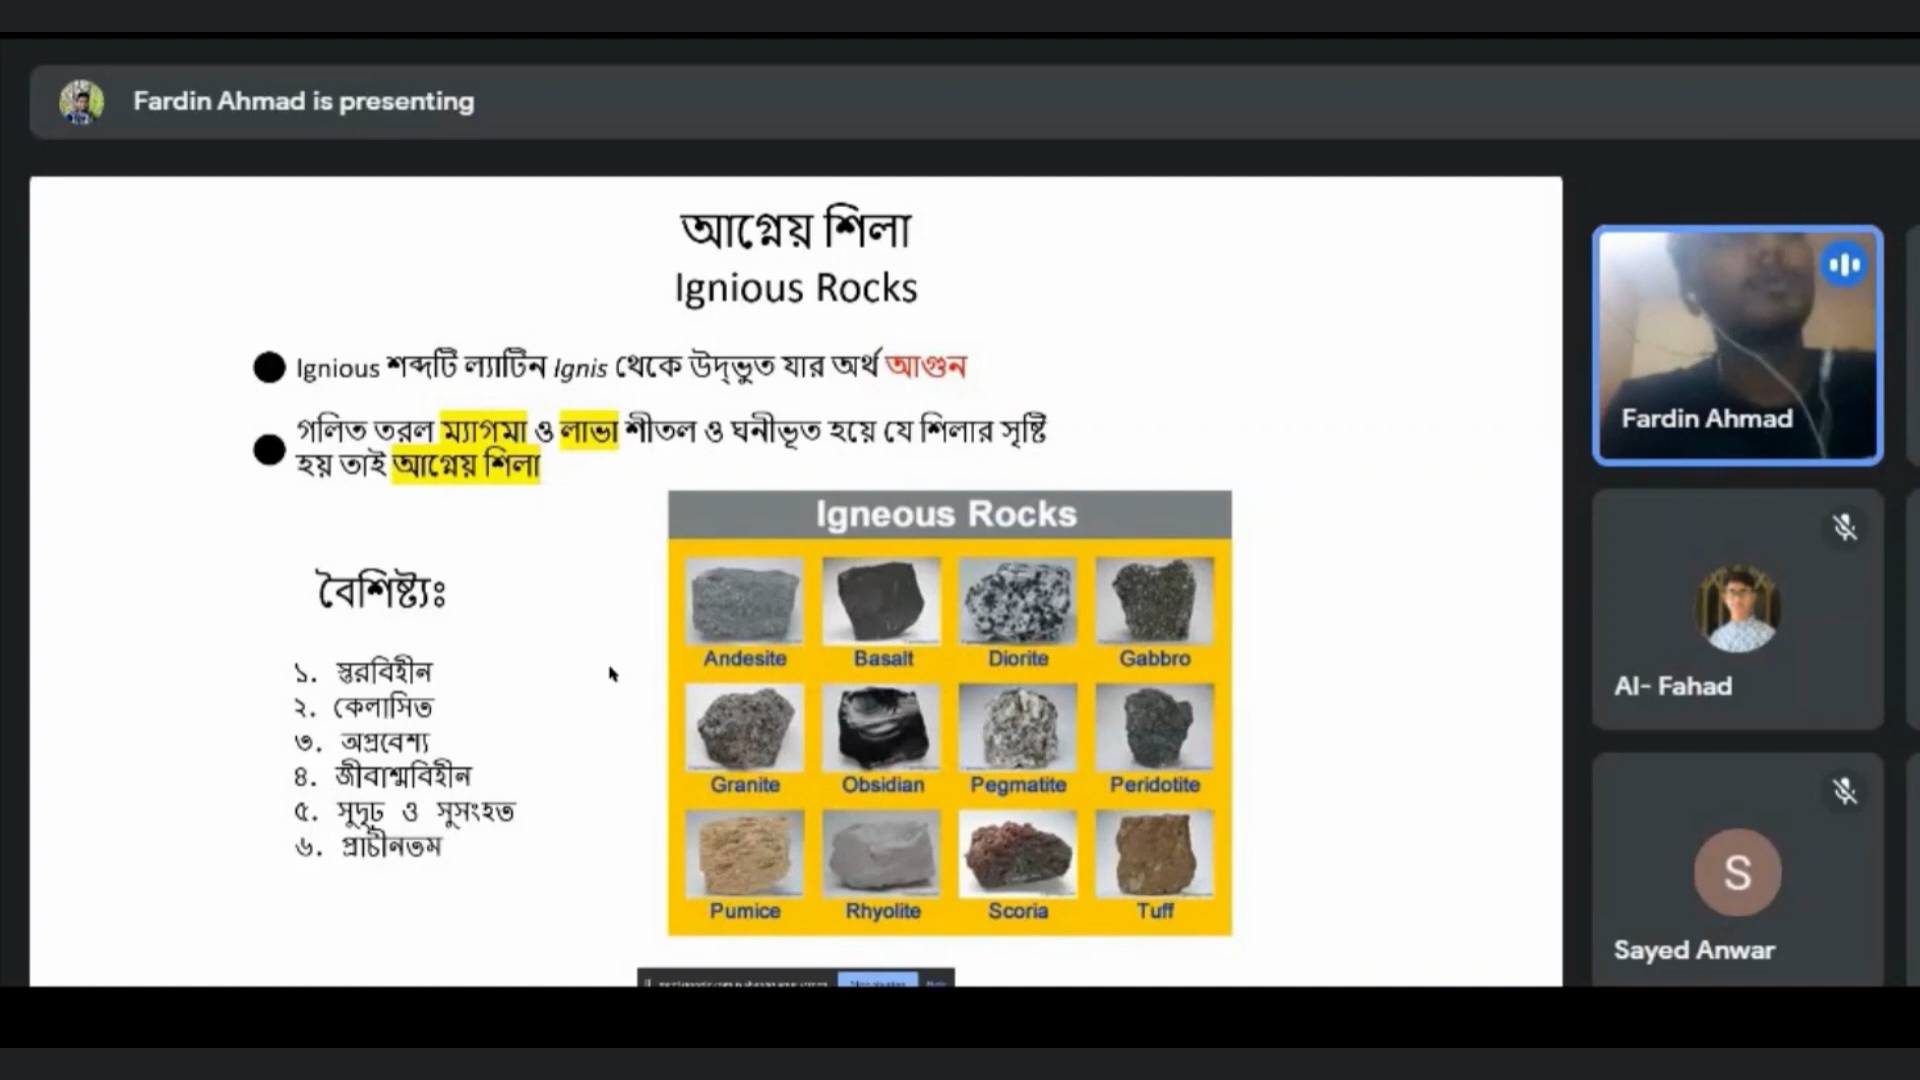 Fardin Ahmad is presenting
আগ্নেয় শিলা
Ignious Rocks
Ignious শব্দটি ল্যাটিন Ignis থেকে উদ্ভুত যার অর্থ আগুন
গলিত তরল ম্যাগমা ও লাভা শীতল ও ঘনীভূত হয়ে যে শিলার সৃষ্টি
হয় তাই আগ্নেয় শিলা
Igneous Rocks
Andesite Basalt Diorite Gabbro
Granite Obsidian Pegmatite Peridotite
Pumice Rhyolite Scoria Tuff
বৈশিষ্ট্যঃ
১. স্তরবিহীন
২. কেলাসিত
৩. অপ্রবেশ্য
৪. জীবাশ্মবিহীন
৫. সুদৃঢ় ও সুসংহত
৬. প্রাচীনতম
Fardin Ahmad
Al- Fahad
S
Sayed Anwar